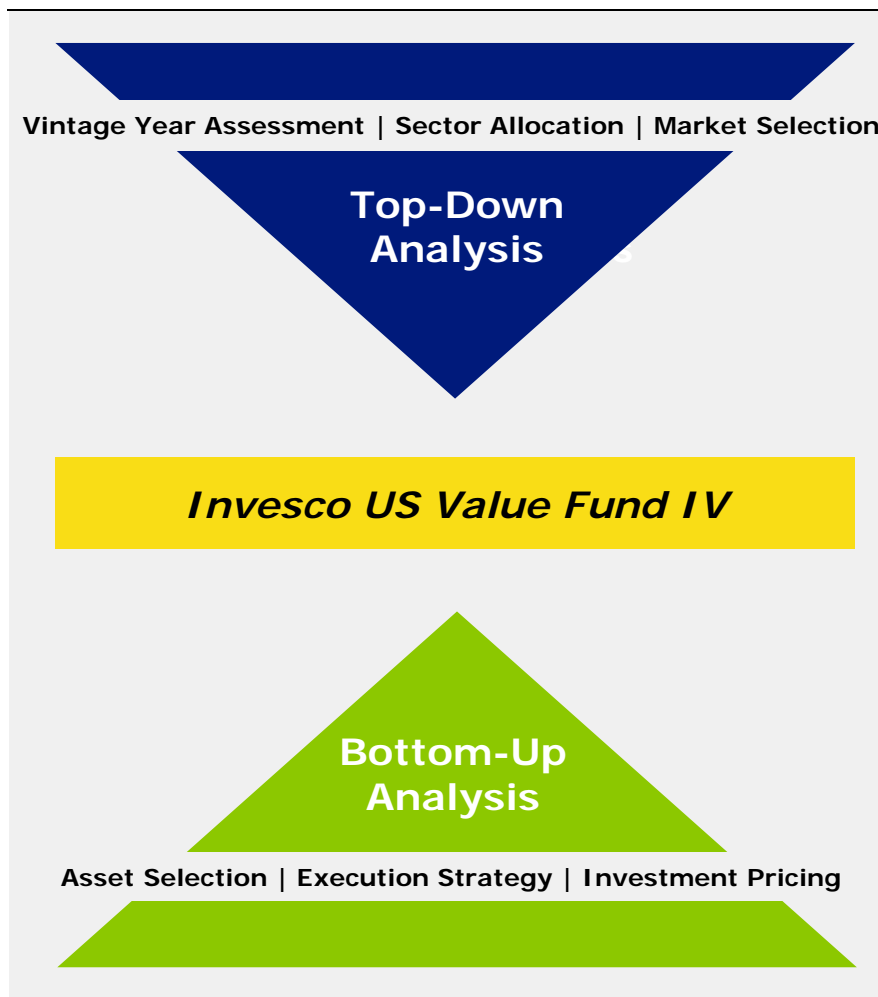 Vintage Year Assessment | Sector Allocation | Market Selection
Top-Down
Analysis
Invesco US Value Fund IV
Bottom-Up
Analysis
Asset Selection | Execution Strategy | Investment Pricing